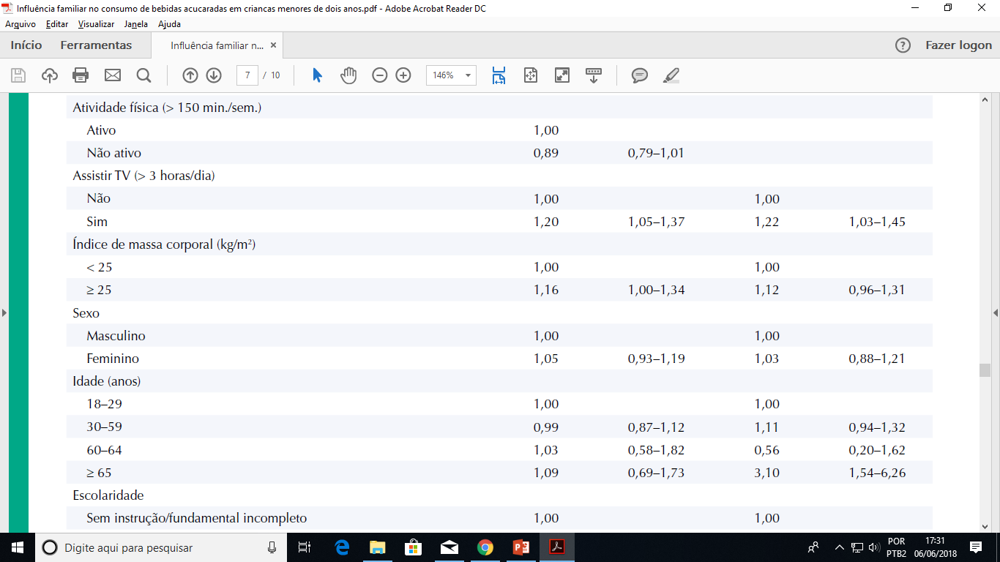 Influência familiar no consumo de bebidas acucaradas em criancas menores de dois anos.pdf - Adobe Acrobat Reader DC
Arquivo Editar Visualizar Janela Ajuda
Início Ferramentas Influência familiar n... × Fazer logon
7 / 10 146%
Atividade física (> 150 min./sem.)
Ativo 1,00
Não ativo 0,89 0,79–1,01
Assistir TV (> 3 horas/dia)
Não 1,00 1,00
Sim 1,20 1,05–1,37 1,22 1,03–1,45
Índice de massa corporal (kg/m²)
< 25 1,00 1,00
≥ 25 1,16 1,00–1,34 1,12 0,96–1,31
Sexo
Masculino 1,00 1,00
Feminino 1,05 0,93–1,19 1,03 0,88–1,21
Idade (anos)
18–29 1,00 1,00
30–59 0,99 0,87–1,12 1,11 0,94–1,32
60–64 1,03 0,58–1,82 0,56 0,20–1,62
≥ 65 1,09 0,69–1,73 3,10 1,54–6,26
Escolaridade
Sem instrução/fundamental incompleto 1,00 1,00
Digite aqui para pesquisar POR 17:31
PTB2 06/06/2018